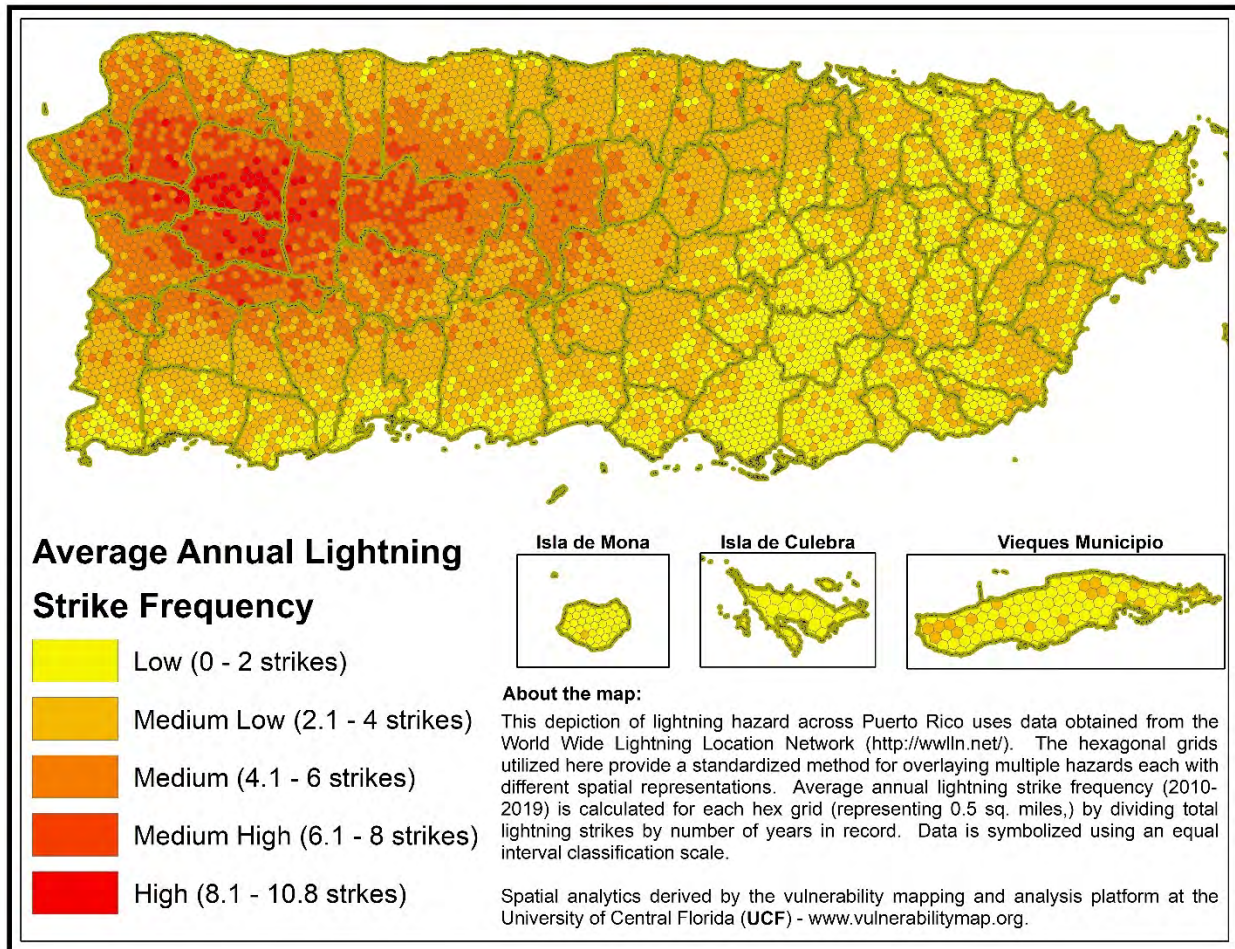 Average Annual Lightning
Strike Frequency
Low (0 - 2 strikes)
Medium Low (2.1 - 4 strikes)
Medium (4.1 - 6 strikes)
Medium High (6.1 - 8 strikes)
High (8.1 - 10.8 strkes)
Isla de Mona
Isla de Culebra
Vieques Municipio
About the map:
This depiction of lightning hazard across Puerto Rico uses data obtained from the
World Wide Lightning Location Network (http://wwlln.net/). The hexagonal grids
utilized here provide a standardized method for overlaying multiple hazards each with
different spatial representations. Average annual lightning strike frequency (2010-
2019) is calculated for each hex grid (representing 0.5 sq. miles,) by dividing total
lightning strikes by number of years in record. Data is symbolized using an equal
interval classification scale.
Spatial analytics derived by the vulnerability mapping and analysis platform at the
University of Central Florida (UCF) - www.vulnerabilitymap.org.